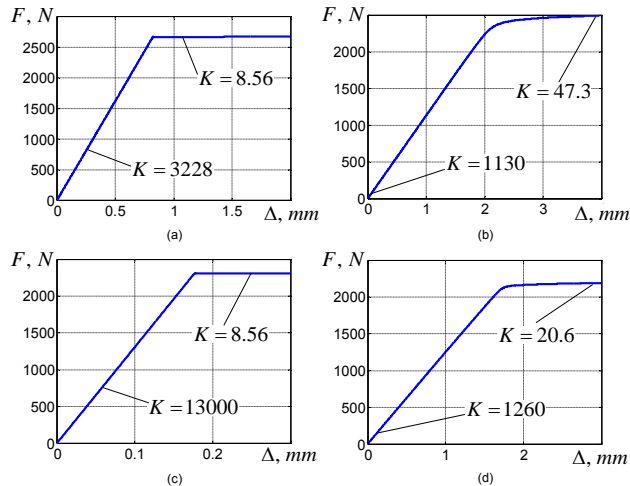 F, N
2500
2000
1500
1000
500
0
K = 8.56
K = 3228
0 0.5 1 1.5 Δ, mm
(a)
F, N
2500
2000
1500
1000
500
0
K = 47.3
K = 1130
0 1 2 3 Δ, mm
(b)
F, N
2000
1500
1000
500
0
K = 8.56
K = 13000
0 0.1 0.2 Δ, mm
(c)
F, N
2000
1500
1000
500
0
K = 20.6
K = 1260
0 1 2 Δ, mm
(d)